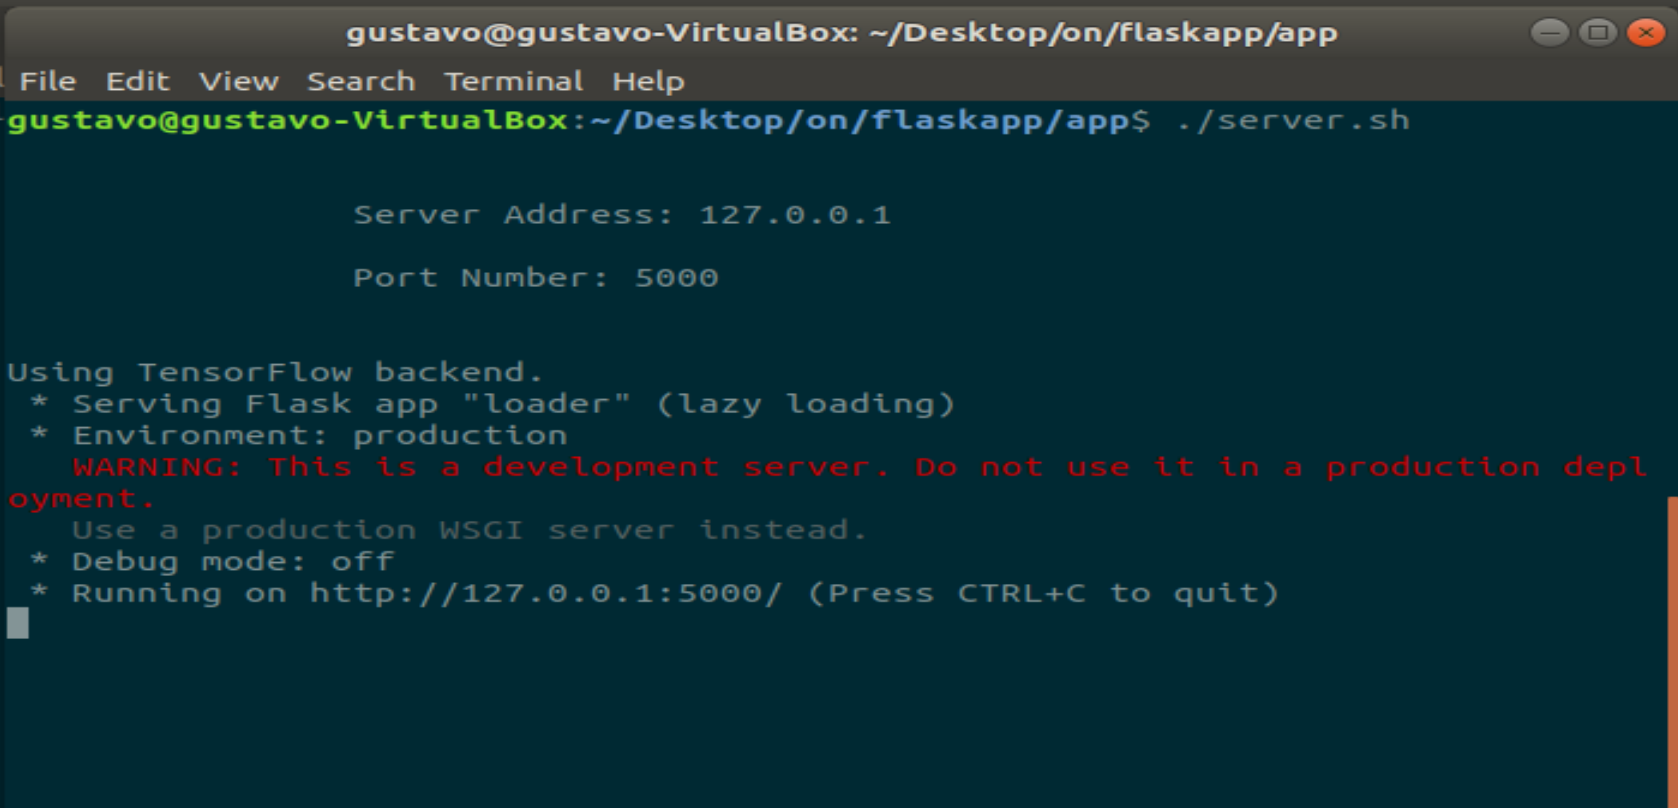 gustavo@gustavo-VirtualBox: ~/Desktop/on/flaskapp/app
File Edit View Search Terminal Help
gustavo@gustavo-VirtualBox:~/Desktop/on/flaskapp/app$ ./server.sh
Server Address: 127.0.0.1
Port Number: 5000
Using TensorFlow backend.
* Serving Flask app "loader" (lazy loading)
* Environment: production
WARNING: This is a development server. Do not use it in a production depl
oyment.
Use a production WSGI server instead.
* Debug mode: off
* Running on http://127.0.0.1:5000/ (Press CTRL+C to quit)